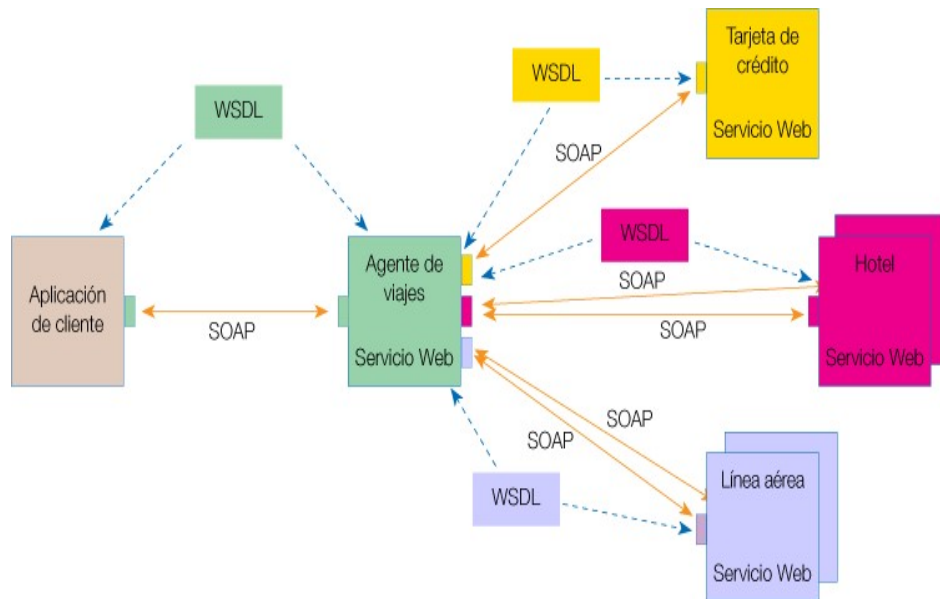 Tarjeta de
crédito
Servicio Web
WSDL
SOAP
WSDL
WSDL
SOAP
Hotel
Servicio Web
Agente de
viajes
Servicio Web
Aplicación
de cliente
SOAP
SOAP
SOAP
SOAP
WSDL
Línea aérea
Servicio Web